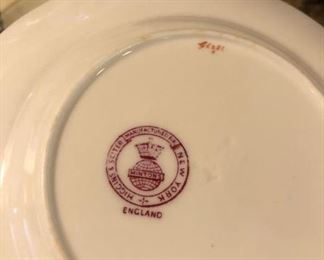 MANUFACTURED FOR
HIGGINS & SEITER
NEW YORK
MINTONS
ENGLAND